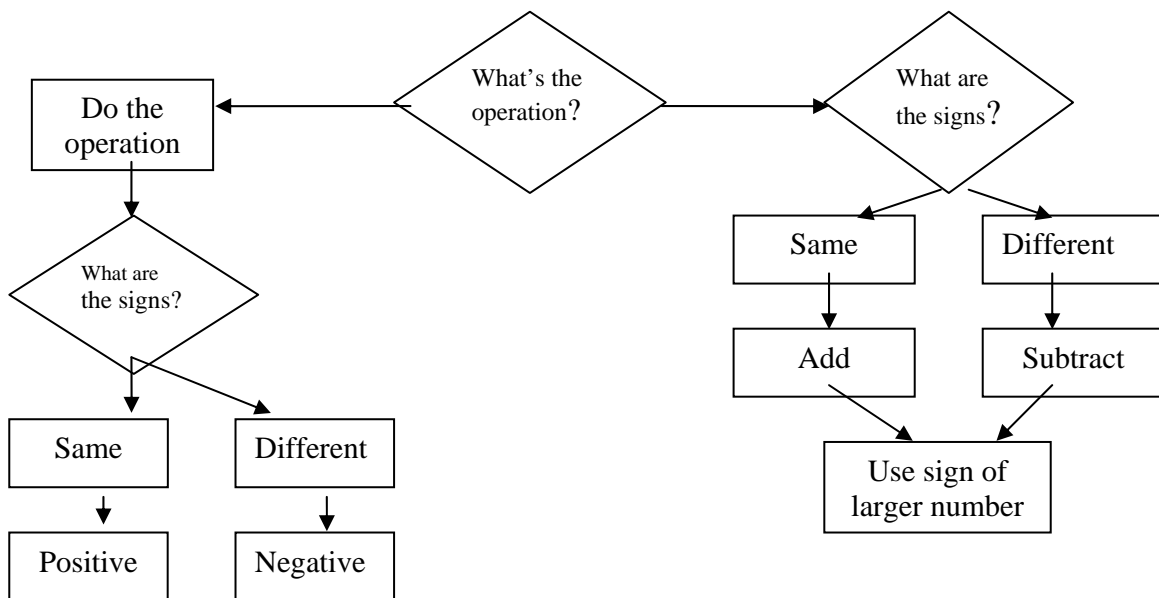 What's the
operation?
What are
the signs?
Do the
operation
Same
Different
What are
the signs?
Add
Subtract
Same
Different
Use sign of
larger number
Positive
Negative